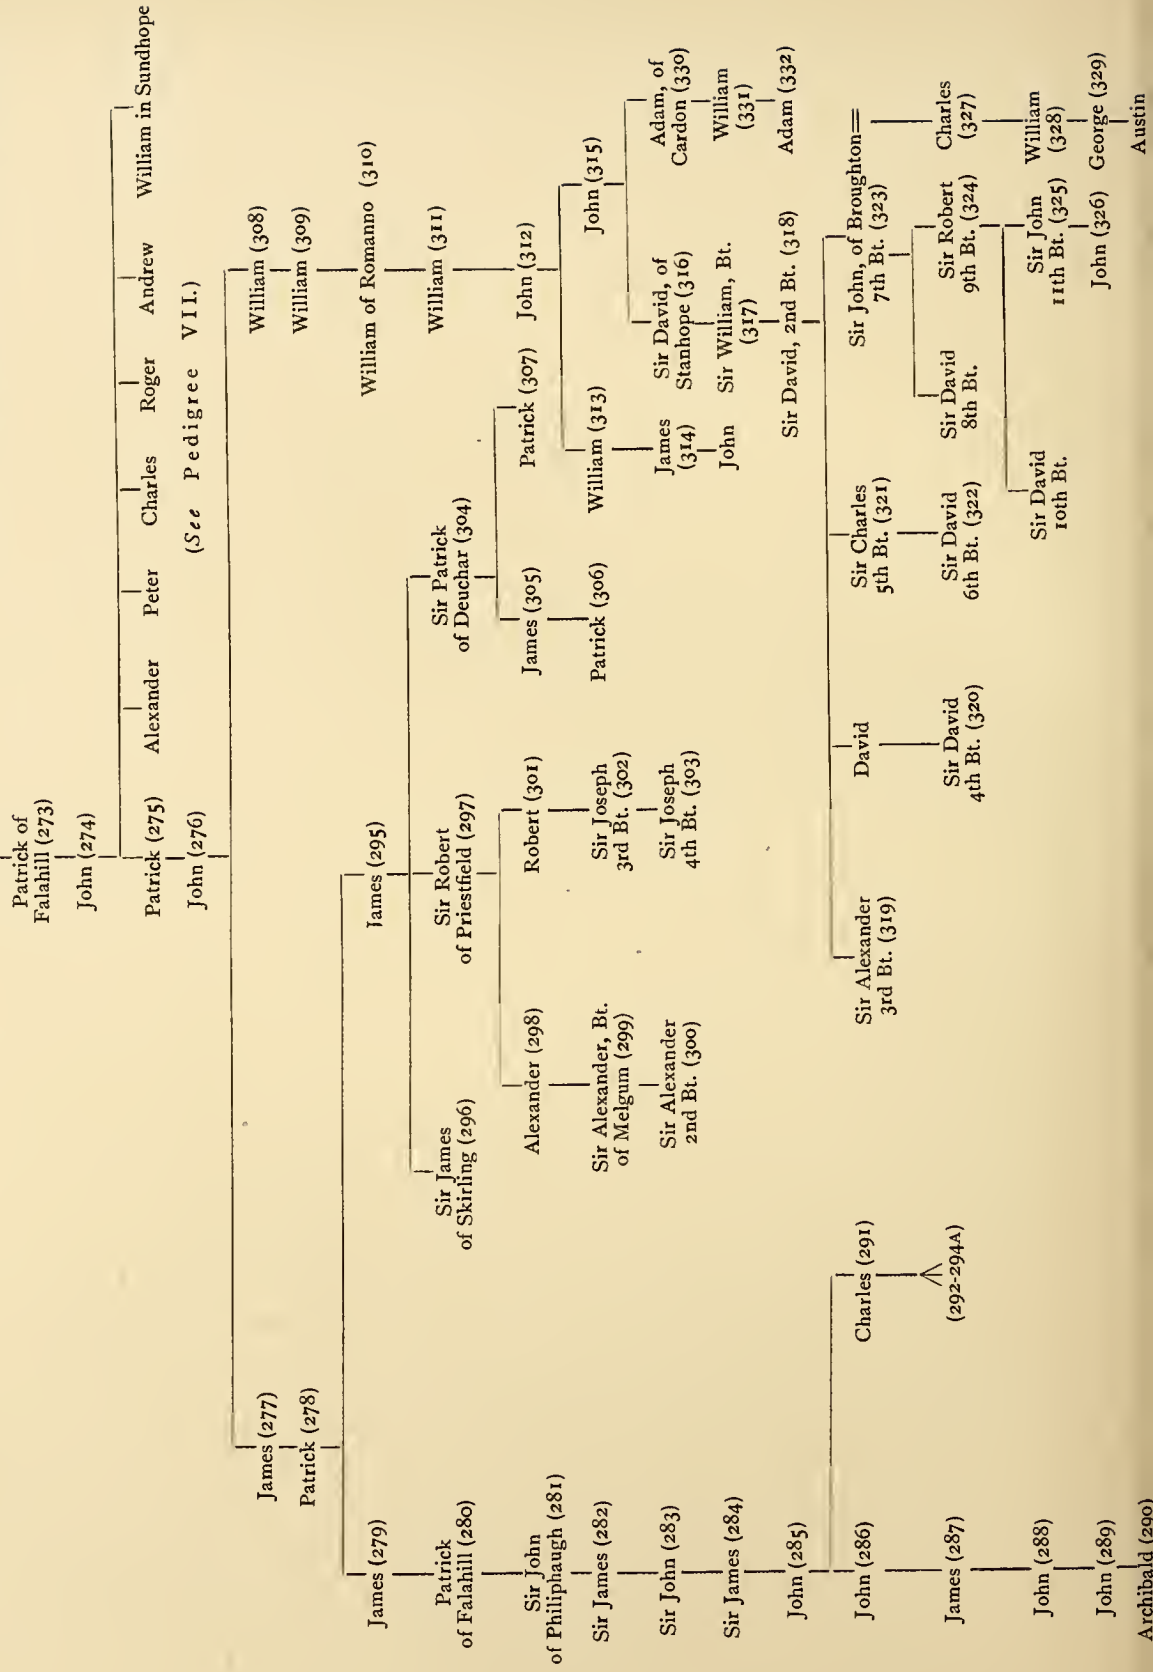 Patrick of
Falahill (273)
John (274)
Patrick (275)
Alexander
Peter
Charles
Roger
Andrew
William in Sundhope
(See Pedigree VII.)
John (276)
James (277)
Patrick (278)
William (308)
William (309)
James (279)
James (295)
William of Romanno (310)
Patrick
of Falahill (280)
Sir James
of Skirling (296)
Sir Robert
of Priestfield (297)
Sir Patrick
of Deuchar (304)
William (311)
Sir John
of Philiphaugh (281)
Alexander (298)
Robert (301)
James (305)
Patrick (307)
John (312)
Sir James (282)
Sir Alexander, Bt.
of Melgum (299)
Sir Joseph
3rd Bt. (302)
Patrick (306)
William (313)
John (315)
Sir John (283)
Sir Alexander
2nd Bt. (300)
Sir Joseph
4th Bt. (303)
James
(314)
Sir David, of
Stanhope (316)
Adam, of
Cardon (330)
Sir James (284)
John
Sir William, Bt.
(317)
William
(331)
John (285)
Sir David, 2nd Bt. (318)
Adam (332)
John (286)
Charles (291)
Sir Alexander
3rd Bt. (319)
David
Sir Charles
5th Bt. (321)
Sir John, of Broughton=
7th Bt. (323)
James (287)
(292-294A)
Sir David
4th Bt. (320)
Sir David
6th Bt. (322)
Sir David
8th Bt.
Sir Robert
9th Bt. (324)
Charles
(327)
John (288)
Sir David
10th Bt.
Sir John
11th Bt. (325)
William
(328)
John (289)
John (326)
George (329)
Archibald (290)
Austin